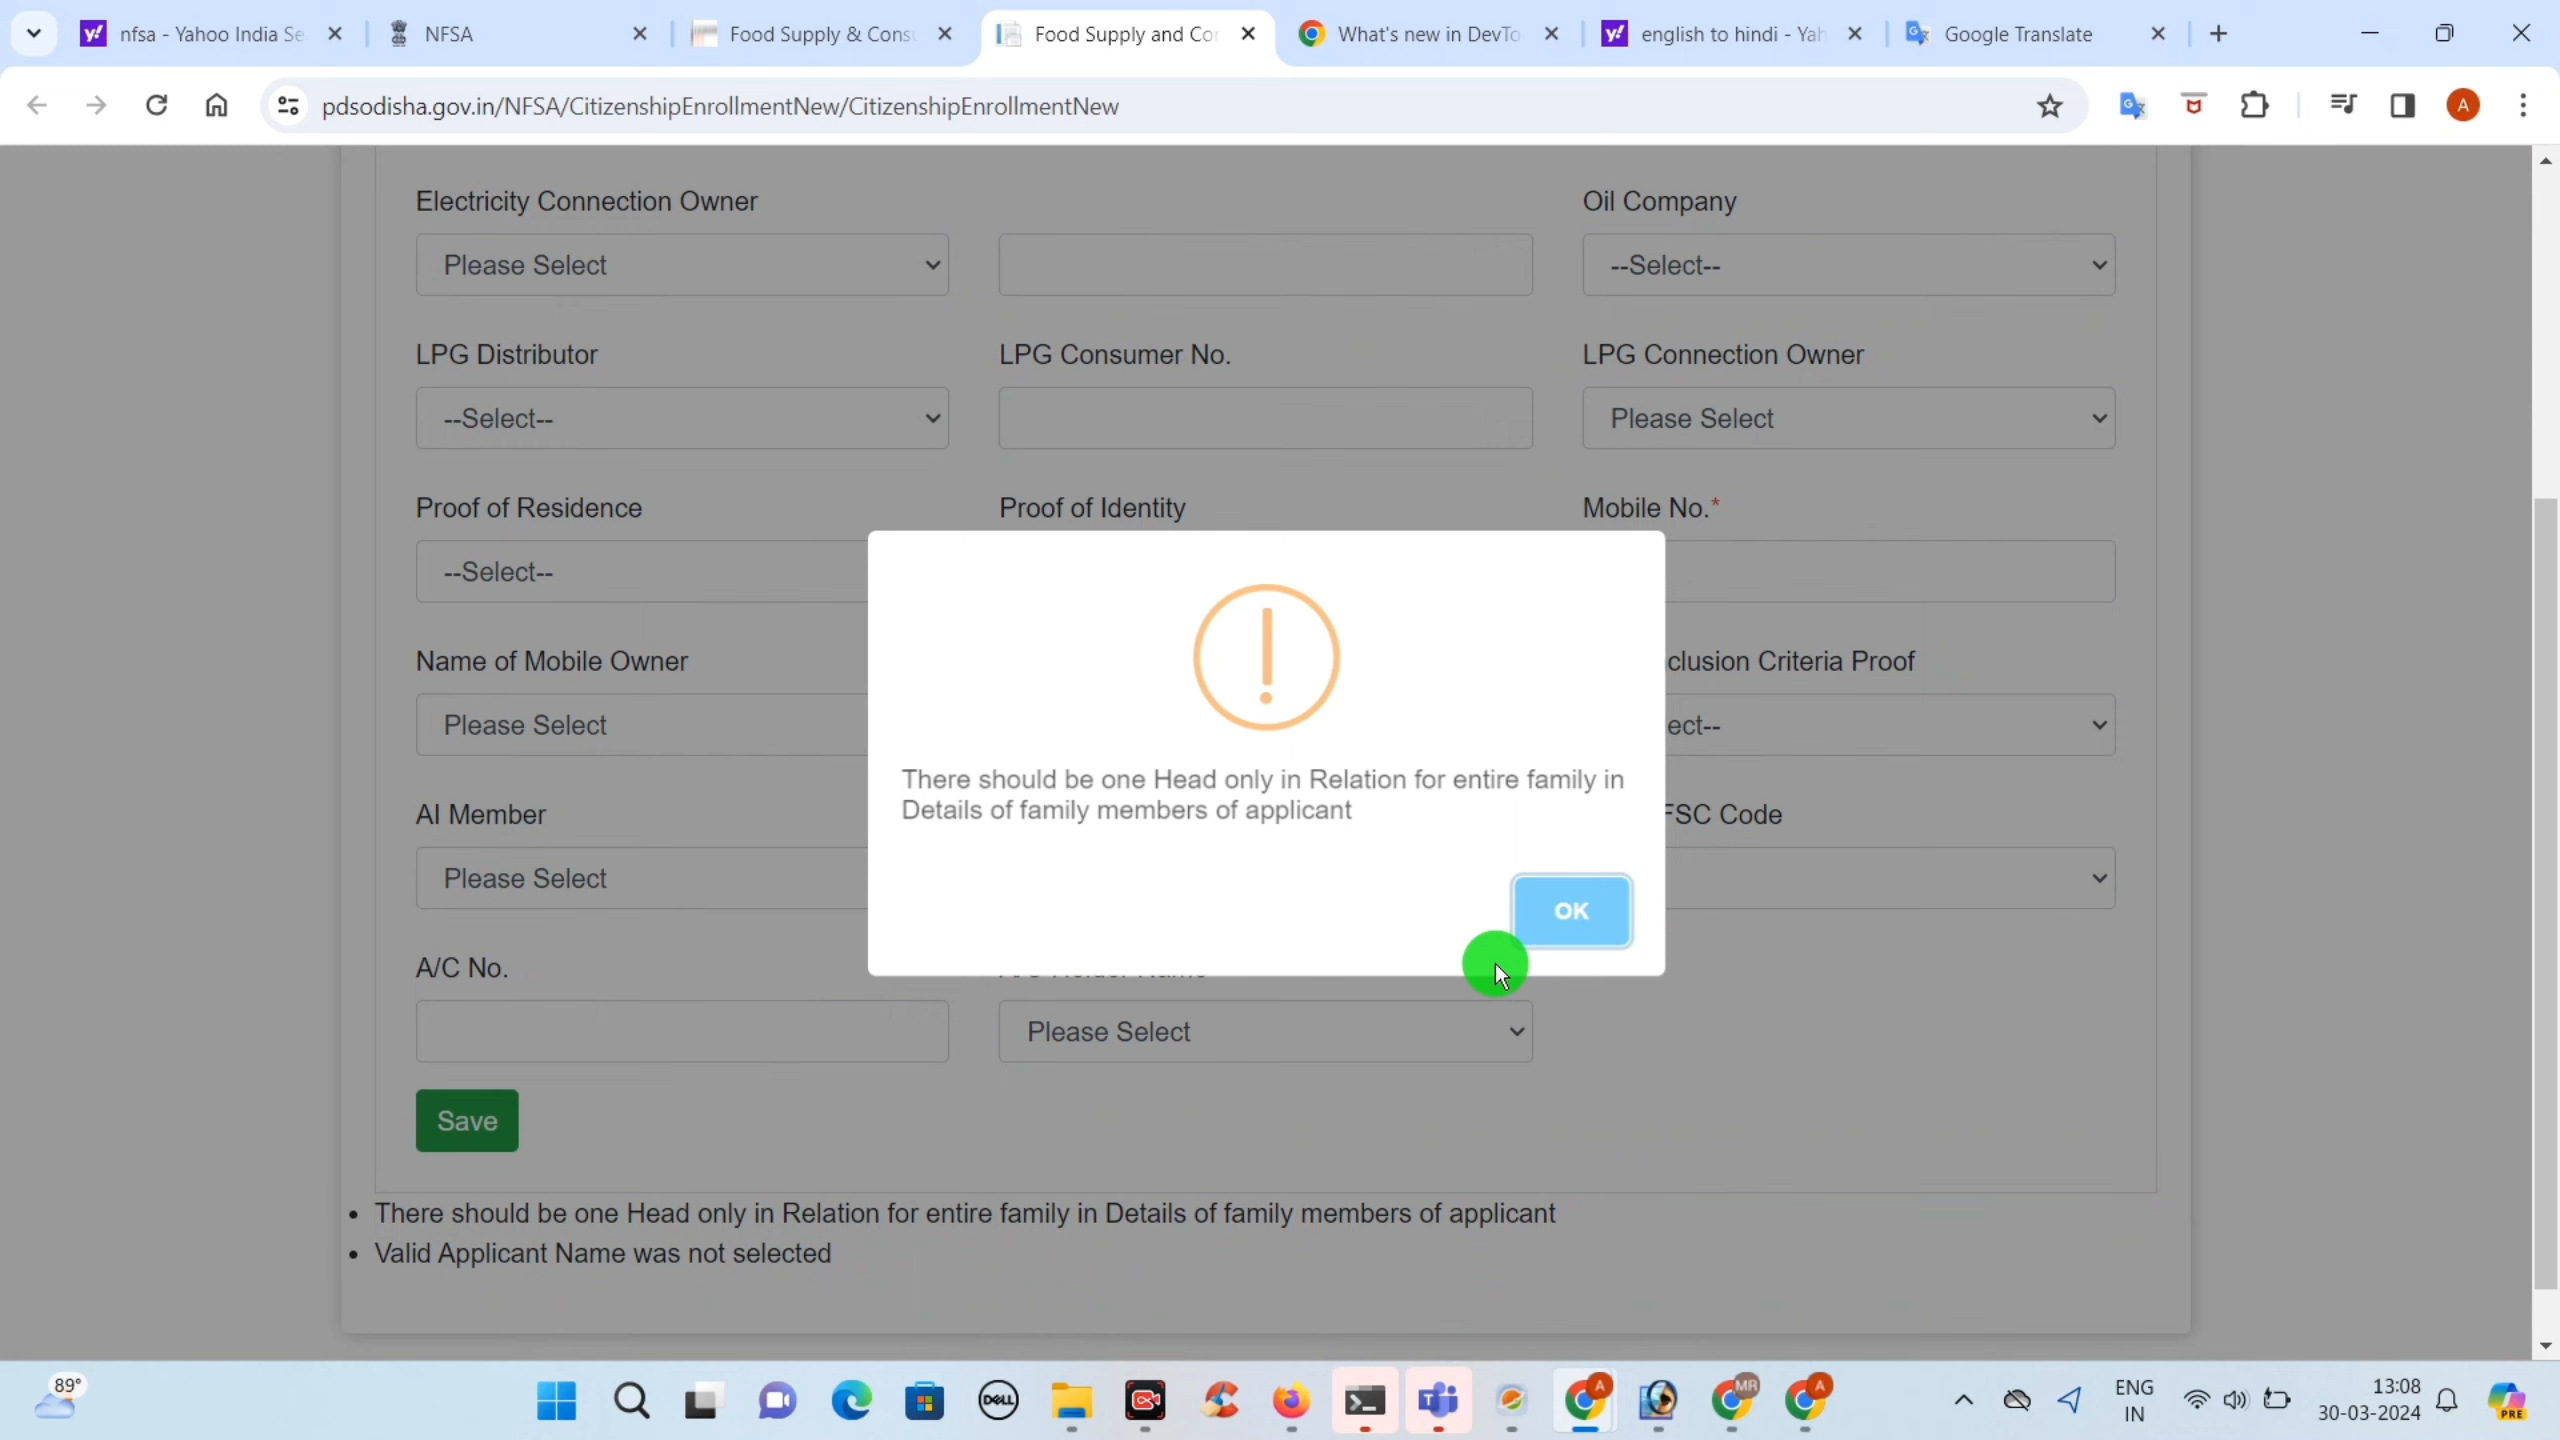 nfsa - Yahoo India Se
NFSA
Food Supply & Consu
Food Supply and Con
What's new in DevTo
english to hindi - Yah
Google Translate
pdsodisha.gov.in/NFSA/CitizenshipEnrollmentNew/CitizenshipEnrollmentNew
A
Electricity Connection Owner
Oil Company
Please Select
--Select--
LPG Distributor
LPG Consumer No.
LPG Connection Owner
--Select--
Please Select
Proof of Residence
Proof of Identity
Mobile No.*
--Select--
Name of Mobile Owner
clusion Criteria Proof
Please Select
ect--
There should be one Head only in Relation for entire family in
Details of family members of applicant
OK
AI Member
FSC Code
Please Select
A/C No.
Please Select
Save
• There should be one Head only in Relation for entire family in Details of family members of applicant
• Valid Applicant Name was not selected
89°
DELL
A
MR
A
ENG
IN
13:08
30-03-2024
PRE